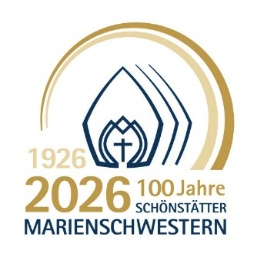 1926
2026 100 Jahre
SCHÖNSTÄTTER
MARIENSCHWESTERN